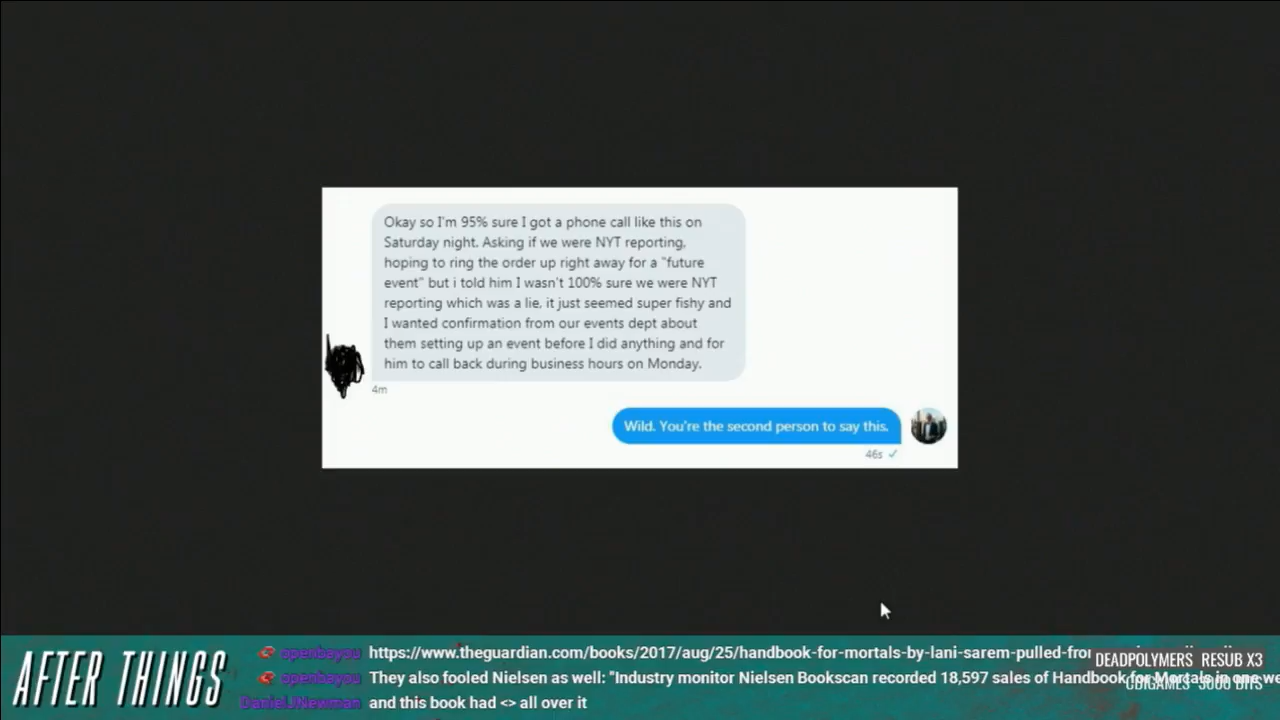 Okay so I'm 95% sure I got a phone call like this on
Saturday night. Asking if we were NYT reporting,
hoping to ring the order up right away for a "future
event" but i told him I wasn't 100% sure we were NYT
reporting which was a lie, it just seemed super fishy and
I wanted confirmation from our events dept about
them setting up an event before I did anything and for
him to call back during business hours on Monday.
4m
Wild. You're the second person to say this.
46s ✓
AFTER THINGS
openbayou https://www.theguardian.com/books/2017/aug/25/handbook-for-mortals-by-lani-sarem-pulled-from
DEADPOLYMERS RESUB X3
openbayou They also fooled Nielsen as well: "Industry monitor Nielsen Bookscan recorded 18,597 sales of Handbook for Mortals in one we
CDIGAMES 5000 BITS
DanielJNewman and this book had <> all over it